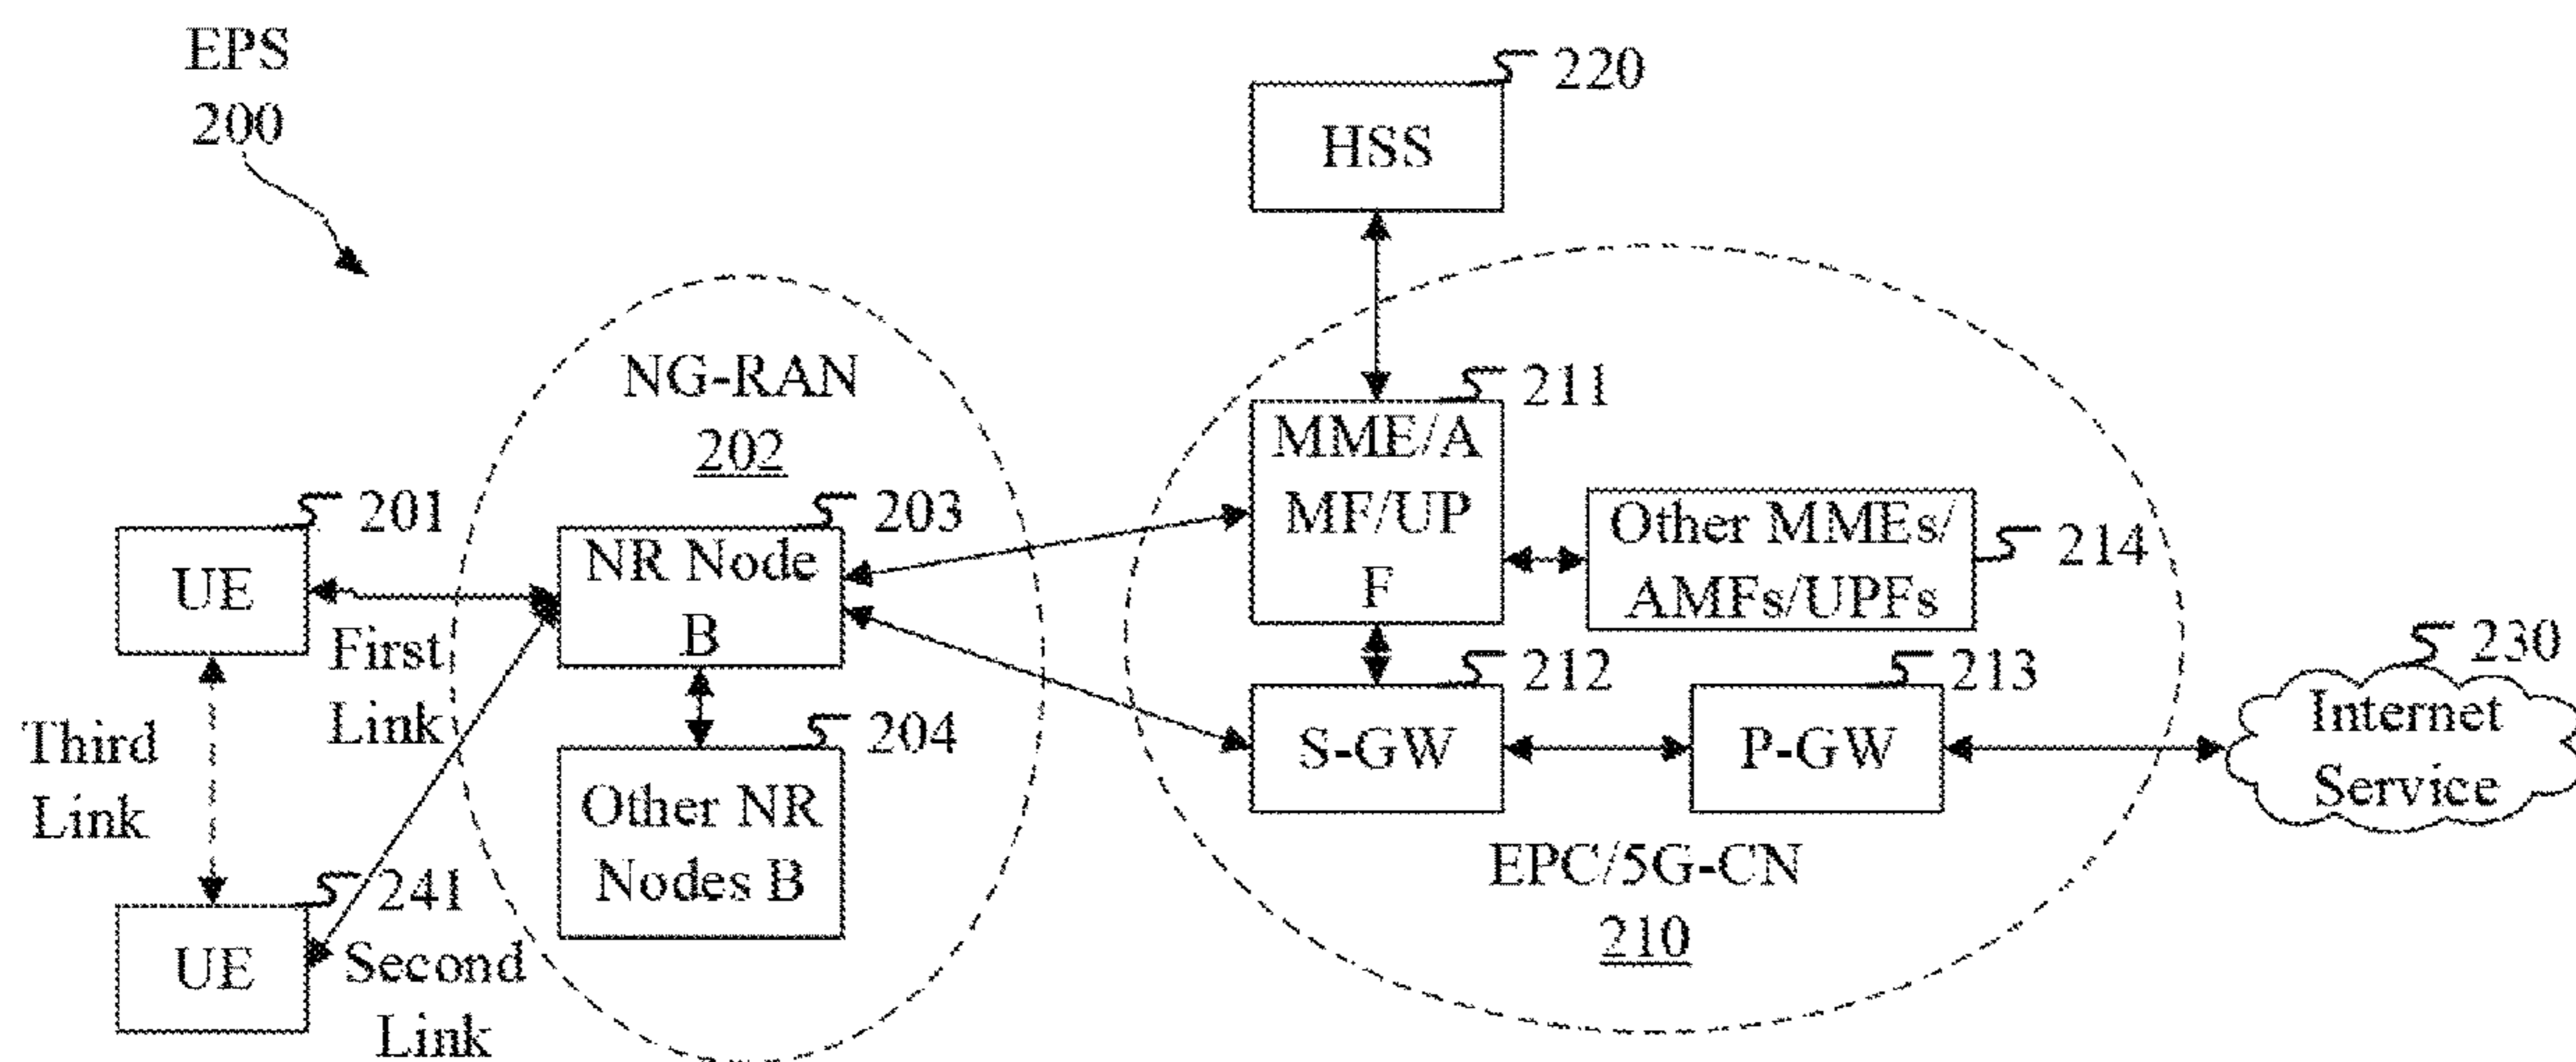 EPS
200
220
HSS
NG-RAN
202
211
MME/A
MF/UP
F
201
UE
203
NR Node
B
Other MMEs/
AMFs/UPFs
214
First
Link
Third
Link
204
Other NR
Nodes B
212
S-GW
213
P-GW
230
Internet
Service
EPC/5G-CN
210
241
UE
Second
Link